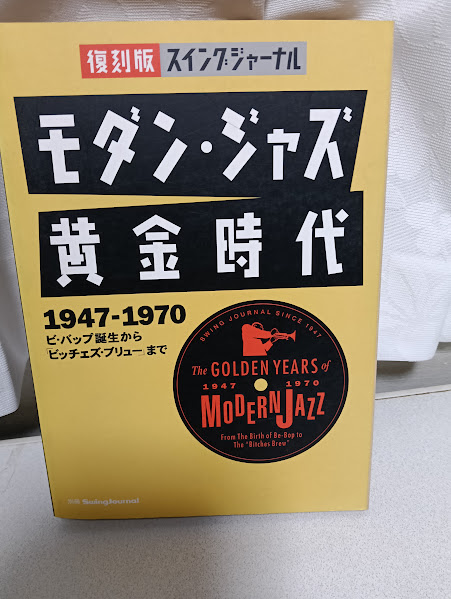 復刻版 スイングジャーナル
モダン・ジャズ
黄金時代
1947-1970
ビ・バップ誕生から
「ビッチェズ・ブリュー」まで
SWING JOURNAL SINCE 1947
The GOLDEN YEARS of
1947 1970
MODERN JAZZ
From The Birth of Be-Bop to
The "Bitches Brew"
別冊 SwingJournal